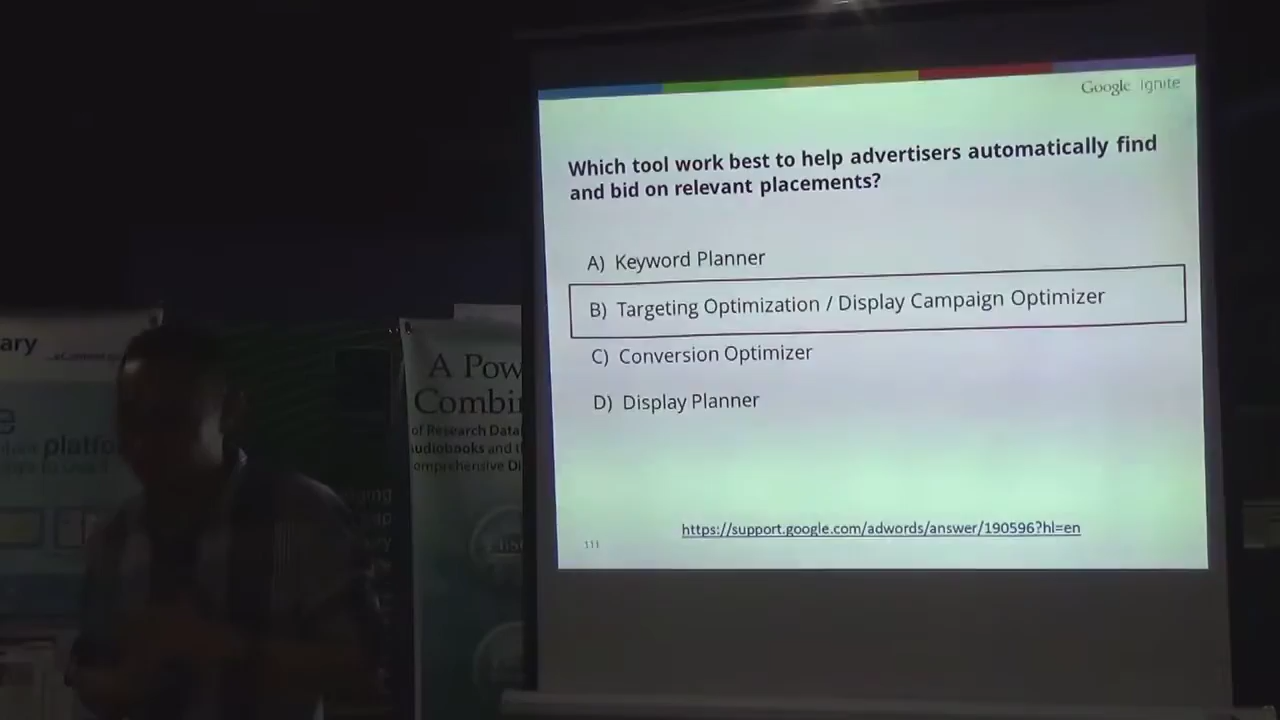 Google ignite
Which tool work best to help advertisers automatically find
and bid on relevant placements?
A) Keyword Planner
B) Targeting Optimization / Display Campaign Optimizer
C) Conversion Optimizer
D) Display Planner
https://support.google.com/adwords/answer/190596?hl=en
111
ary
e
platfo
A Pow
Combi
of Research Data
udiobooks and t
omprehensive Di